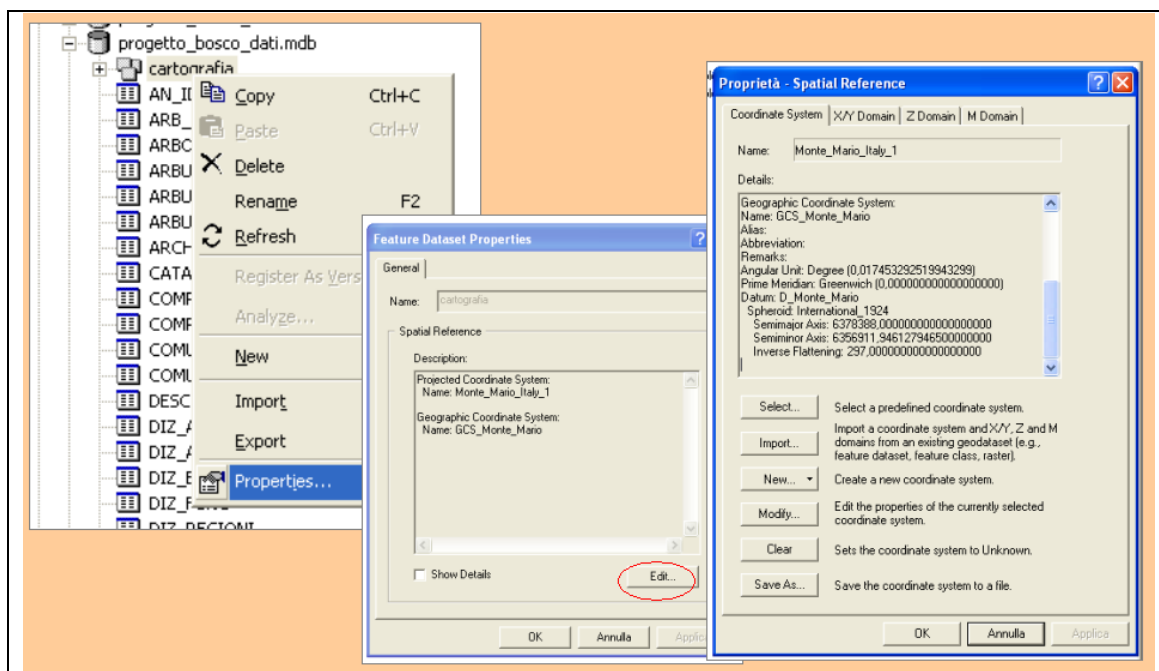 progetto_bosco_dati.mdb
cartografia
AN_I
ARB_
ARBC
ARBU
ARBU
ARBU
ARCH
CATA
COMP
COMF
COMU
COMU
DESC
DIZ_A
DIZ_A
DIZ_E
DIZ_F
DIZ_REGIONI
Copy Ctrl+C
Paste Ctrl+V
Delete
Rename F2
Refresh
Register As Vers
Analyze...
New
Import
Export
Properties...
Feature Dataset Properties
General
Name: cartografia
Spatial Reference
Description:
Projected Coordinate System:
Name: Monte_Mario_Italy_1
Geographic Coordinate System:
Name: GCS_Monte_Mario
Show Details
Edit...
OK Annulla Applic
Proprietà - Spatial Reference
Coordinate System X/Y Domain Z Domain M Domain
Name: Monte_Mario_Italy_1
Details:
Geographic Coordinate System:
Name: GCS_Monte_Mario
Alias:
Abbreviation:
Remarks:
Angular Unit: Degree (0,017453292519943299)
Prime Meridian: Greenwich (0,000000000000000000)
Datum: D_Monte_Mario
Spheroid: International_1924
Semimajor Axis: 6378388,000000000000000000
Semiminor Axis: 6356911,946127946500000000
Inverse Flattening: 297,000000000000000000
Select... Select a predefined coordinate system.
Import... Import a coordinate system and X/Y, Z and M
domains from an existing geodataset (e.g.,
feature dataset, feature class, raster).
New... Create a new coordinate system.
Modify... Edit the properties of the currently selected
coordinate system.
Clear Sets the coordinate system to Unknown.
Save As... Save the coordinate system to a file.
OK Annulla Applica